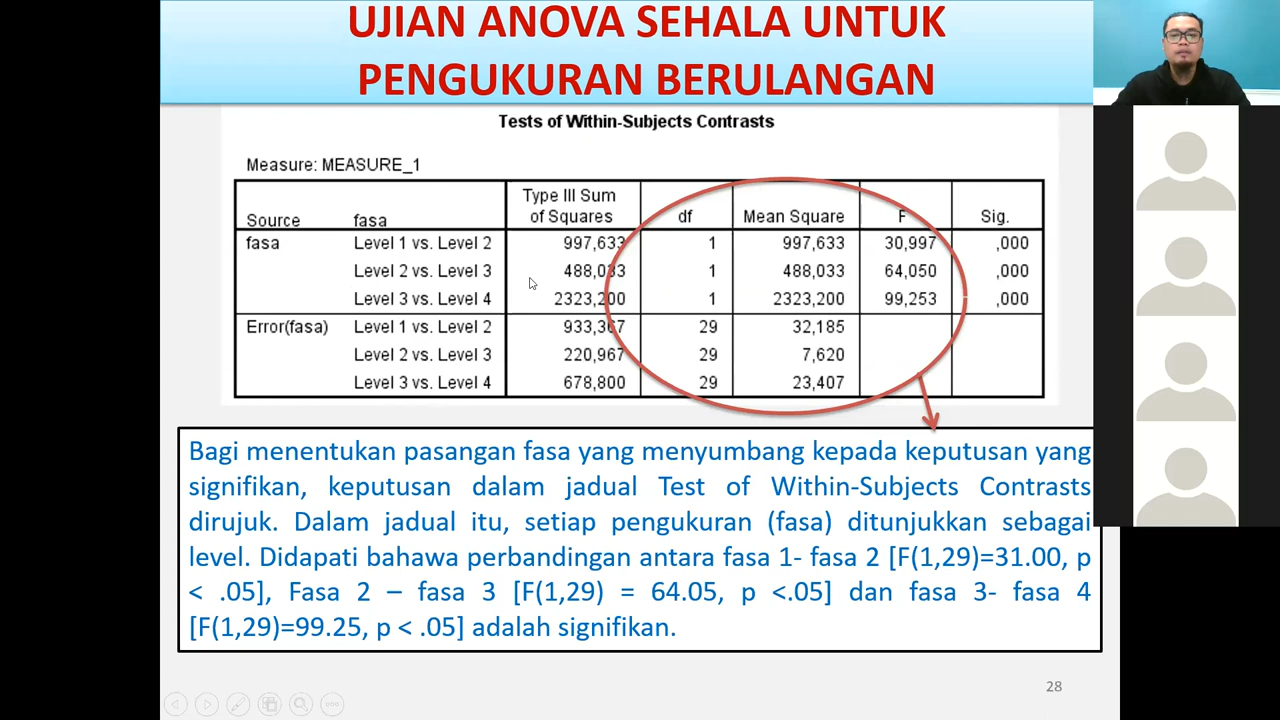 UJIAN ANOVA SEHALA UNTUK
PENGUKURAN BERULANGAN
Tests of Within-Subjects Contrasts
Measure: MEASURE_1
Source fasa Type III Sum of Squares df Mean Square F Sig.
fasa Level 1 vs. Level 2 997,633 1 997,633 30,997 ,000
Level 2 vs. Level 3 488,033 1 488,033 64,050 ,000
Level 3 vs. Level 4 2323,200 1 2323,200 99,253 ,000
Error(fasa) Level 1 vs. Level 2 933,367 29 32,185
Level 2 vs. Level 3 220,967 29 7,620
Level 3 vs. Level 4 678,800 29 23,407
Bagi menentukan pasangan fasa yang menyumbang kepada keputusan yang
signifikan, keputusan dalam jadual Test of Within-Subjects Contrasts
dirujuk. Dalam jadual itu, setiap pengukuran (fasa) ditunjukkan sebagai
level. Didapati bahawa perbandingan antara fasa 1- fasa 2 [F(1,29)=31.00, p
< .05], Fasa 2 – fasa 3 [F(1,29) = 64.05, p <.05] dan fasa 3- fasa 4
[F(1,29)=99.25, p < .05] adalah signifikan.
28